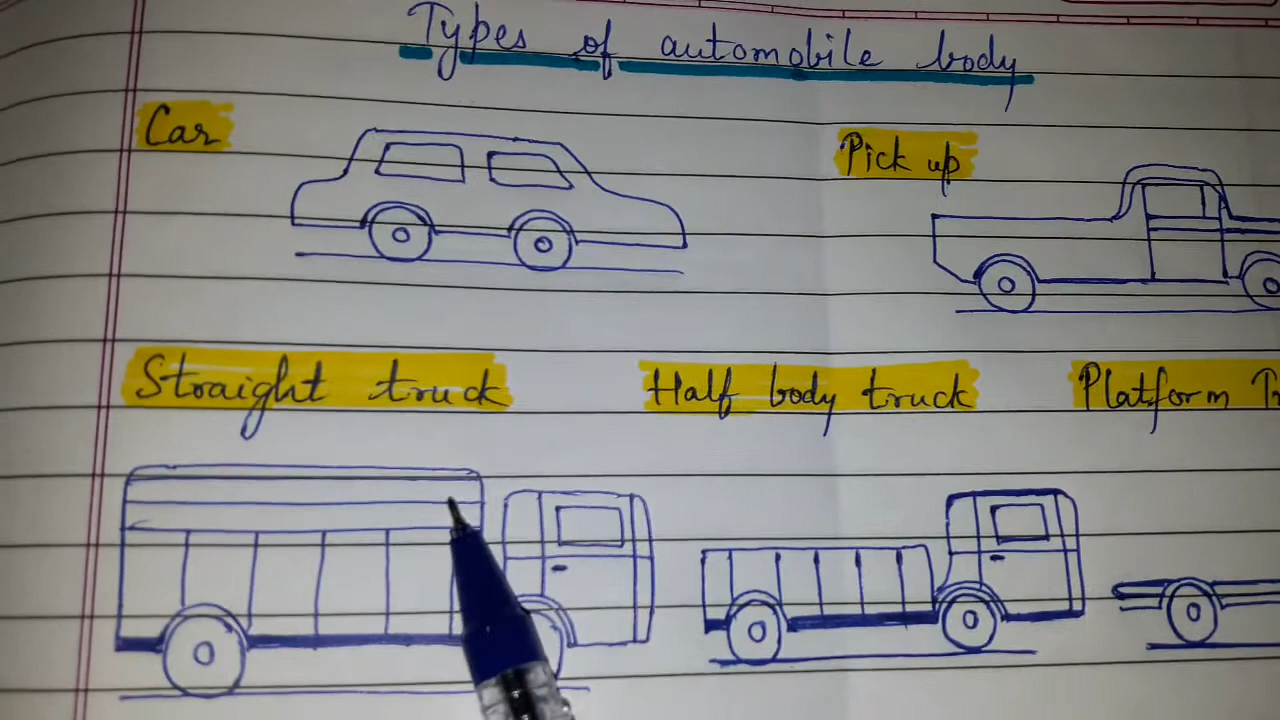 Types of automobile body
Car
Pick up
Straight truck
Half body truck
Platform